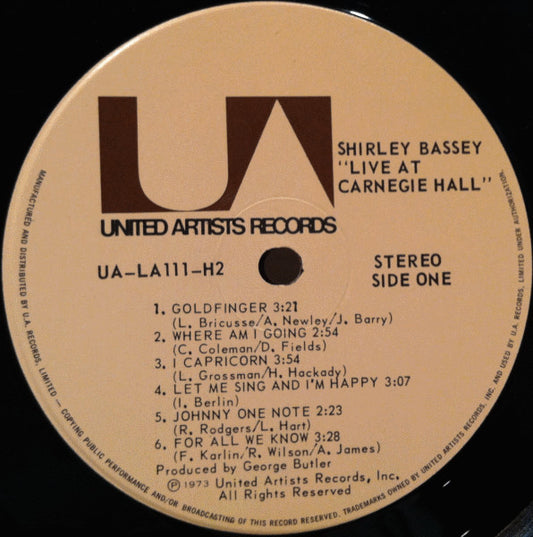 UA
UNITED ARTISTS RECORDS
SHIRLEY BASSEY
"LIVE AT
CARNEGIE HALL"
UA-LA111-H2
STEREO
SIDE ONE
1. GOLDFINGER 3:21
(L. Bricusse/A. Newley/J. Barry)
2. WHERE AM I GOING 2:54
(C. Coleman/D. Fields)
3. I CAPRICORN 3:54
(L. Grossman/H. Hackady)
4. LET ME SING AND I'M HAPPY 3:07
(I. Berlin)
5. JOHNNY ONE NOTE 2:23
(R. Rodgers/L. Hart)
6. FOR ALL WE KNOW 3:28
(F. Karlin/R. Wilson/A. James)
Produced by George Butler
Ⓟ 1973 United Artists Records, Inc.
All Rights Reserved
MANUFACTURED AND DISTRIBUTED BY U.A. RECORDS, LIMITED — COPYING PUBLIC PERFORMANCE AND/OR BROADCASTING OF THIS RECORD RESERVED. TRADEMARKS OWNED BY UNITED ARTISTS RECORDS, INC. AND USED BY U.A. RECORDS, LIMITED UNDER AUTHORIZATION.